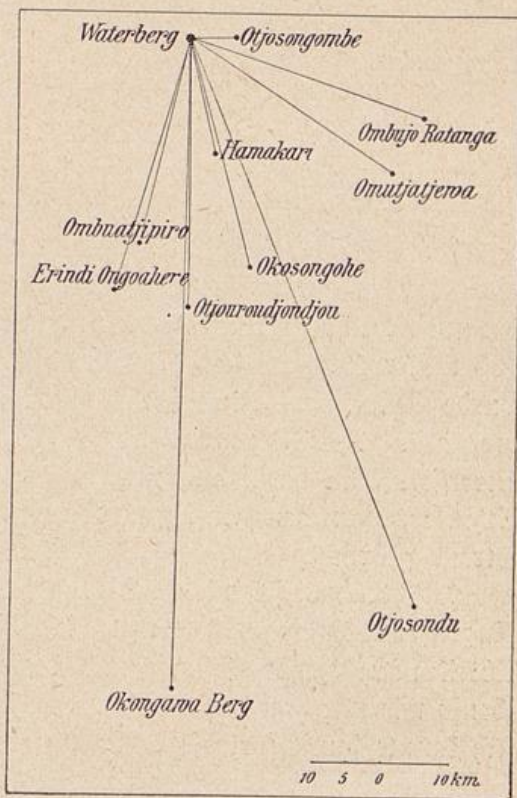 Waterberg
Otjosongombe
Ombujo Ratanga
Hamakari
Omutjatjewa
Ombuatjipiro
Erindi Ongoahere
Okosongohe
Otjouroudjondjou
Otjosondu
Okongawa Berg
10 5 0 10 km.